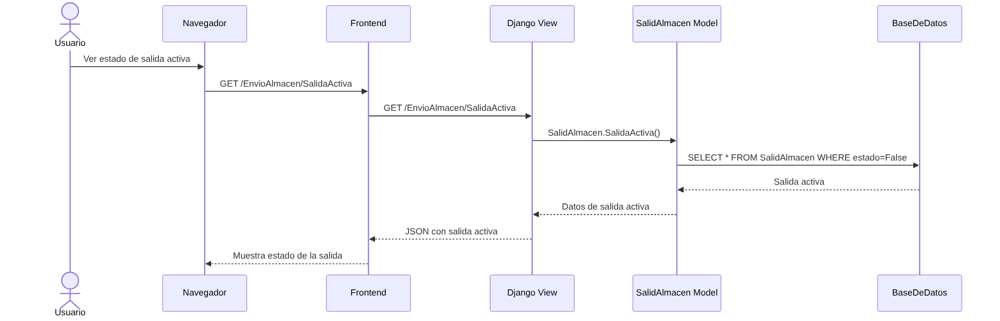 Usuario
Navegador
Frontend
Django View
SalidAlmacen Model
BaseDeDatos
Ver estado de salida activa
GET /EnvioAlmacen/SalidaActiva
GET /EnvioAlmacen/SalidaActiva
SalidAlmacen.SalidaActiva()
SELECT * FROM SalidAlmacen WHERE estado=False
Salida activa
Datos de salida activa
JSON con salida activa
Muestra estado de la salida
Usuario
Navegador
Frontend
Django View
SalidAlmacen Model
BaseDeDatos